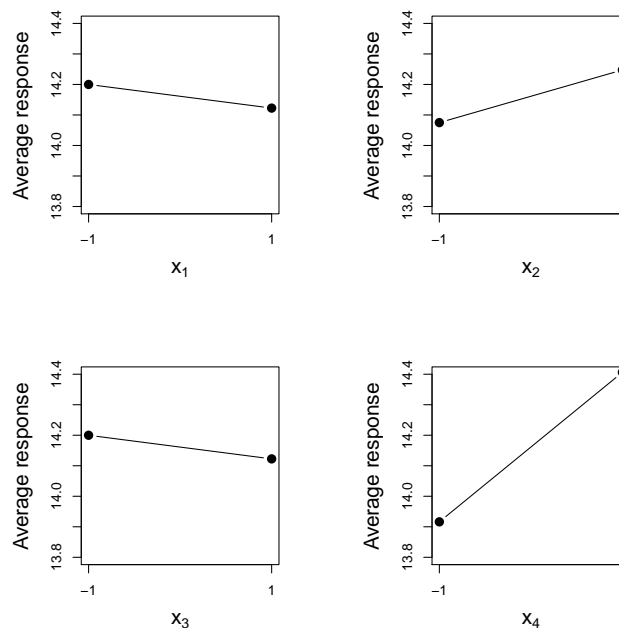 Average response
13.8 14.0 14.2 14.4
−1 1
x1
Average response
13.8 14.0 14.2 14.4
−1
x2
Average response
13.8 14.0 14.2 14.4
−1 1
x3
Average response
13.8 14.0 14.2 14.4
−1
x4